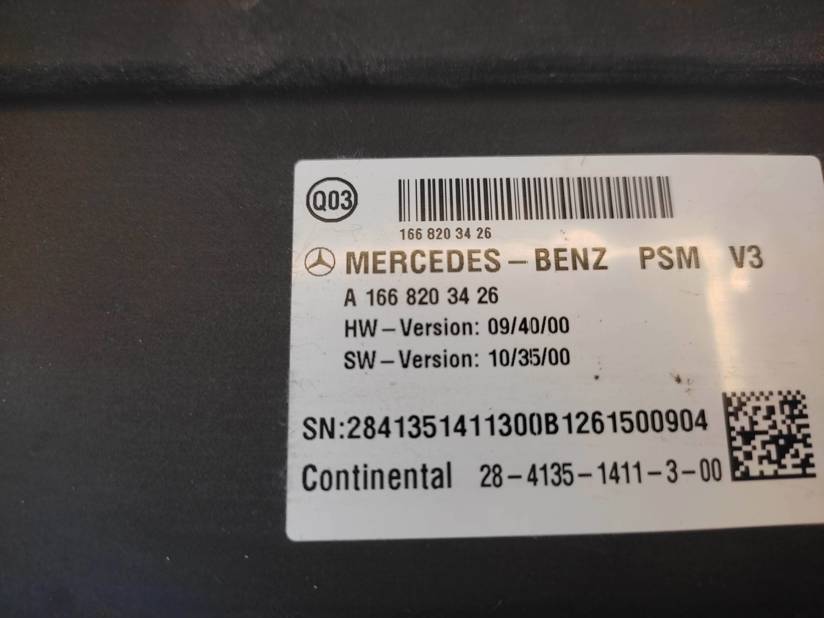 Q03
166 820 34 26
MERCEDES-BENZ PSM V3
A 166 820 34 26
HW-Version: 09/40/00
SW-Version: 10/35/00
SN:2841351411300B1261500904
Continental 28-4135-1411-3-00